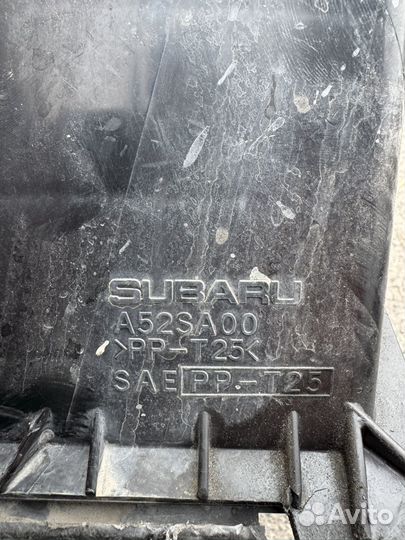 SUBARU
A52SA00
>PP-T25<
SAE PP-T25
Avito